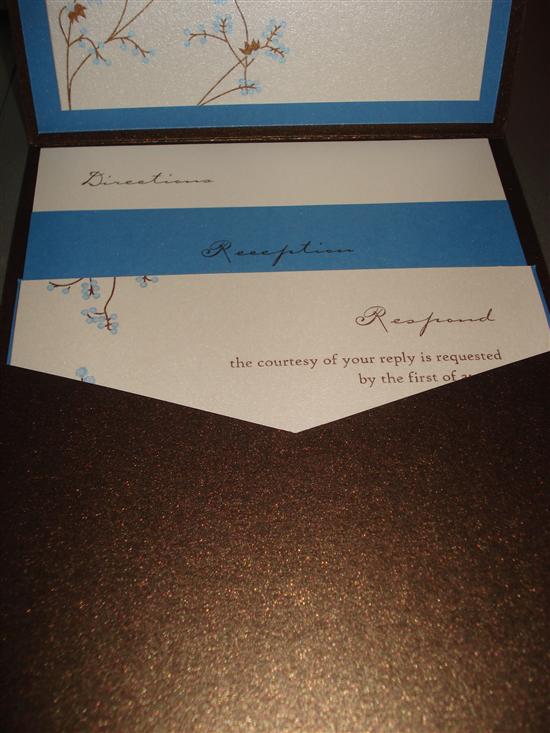 Directions
Reception
Respond
the courtesy of your reply is requested
by the first of